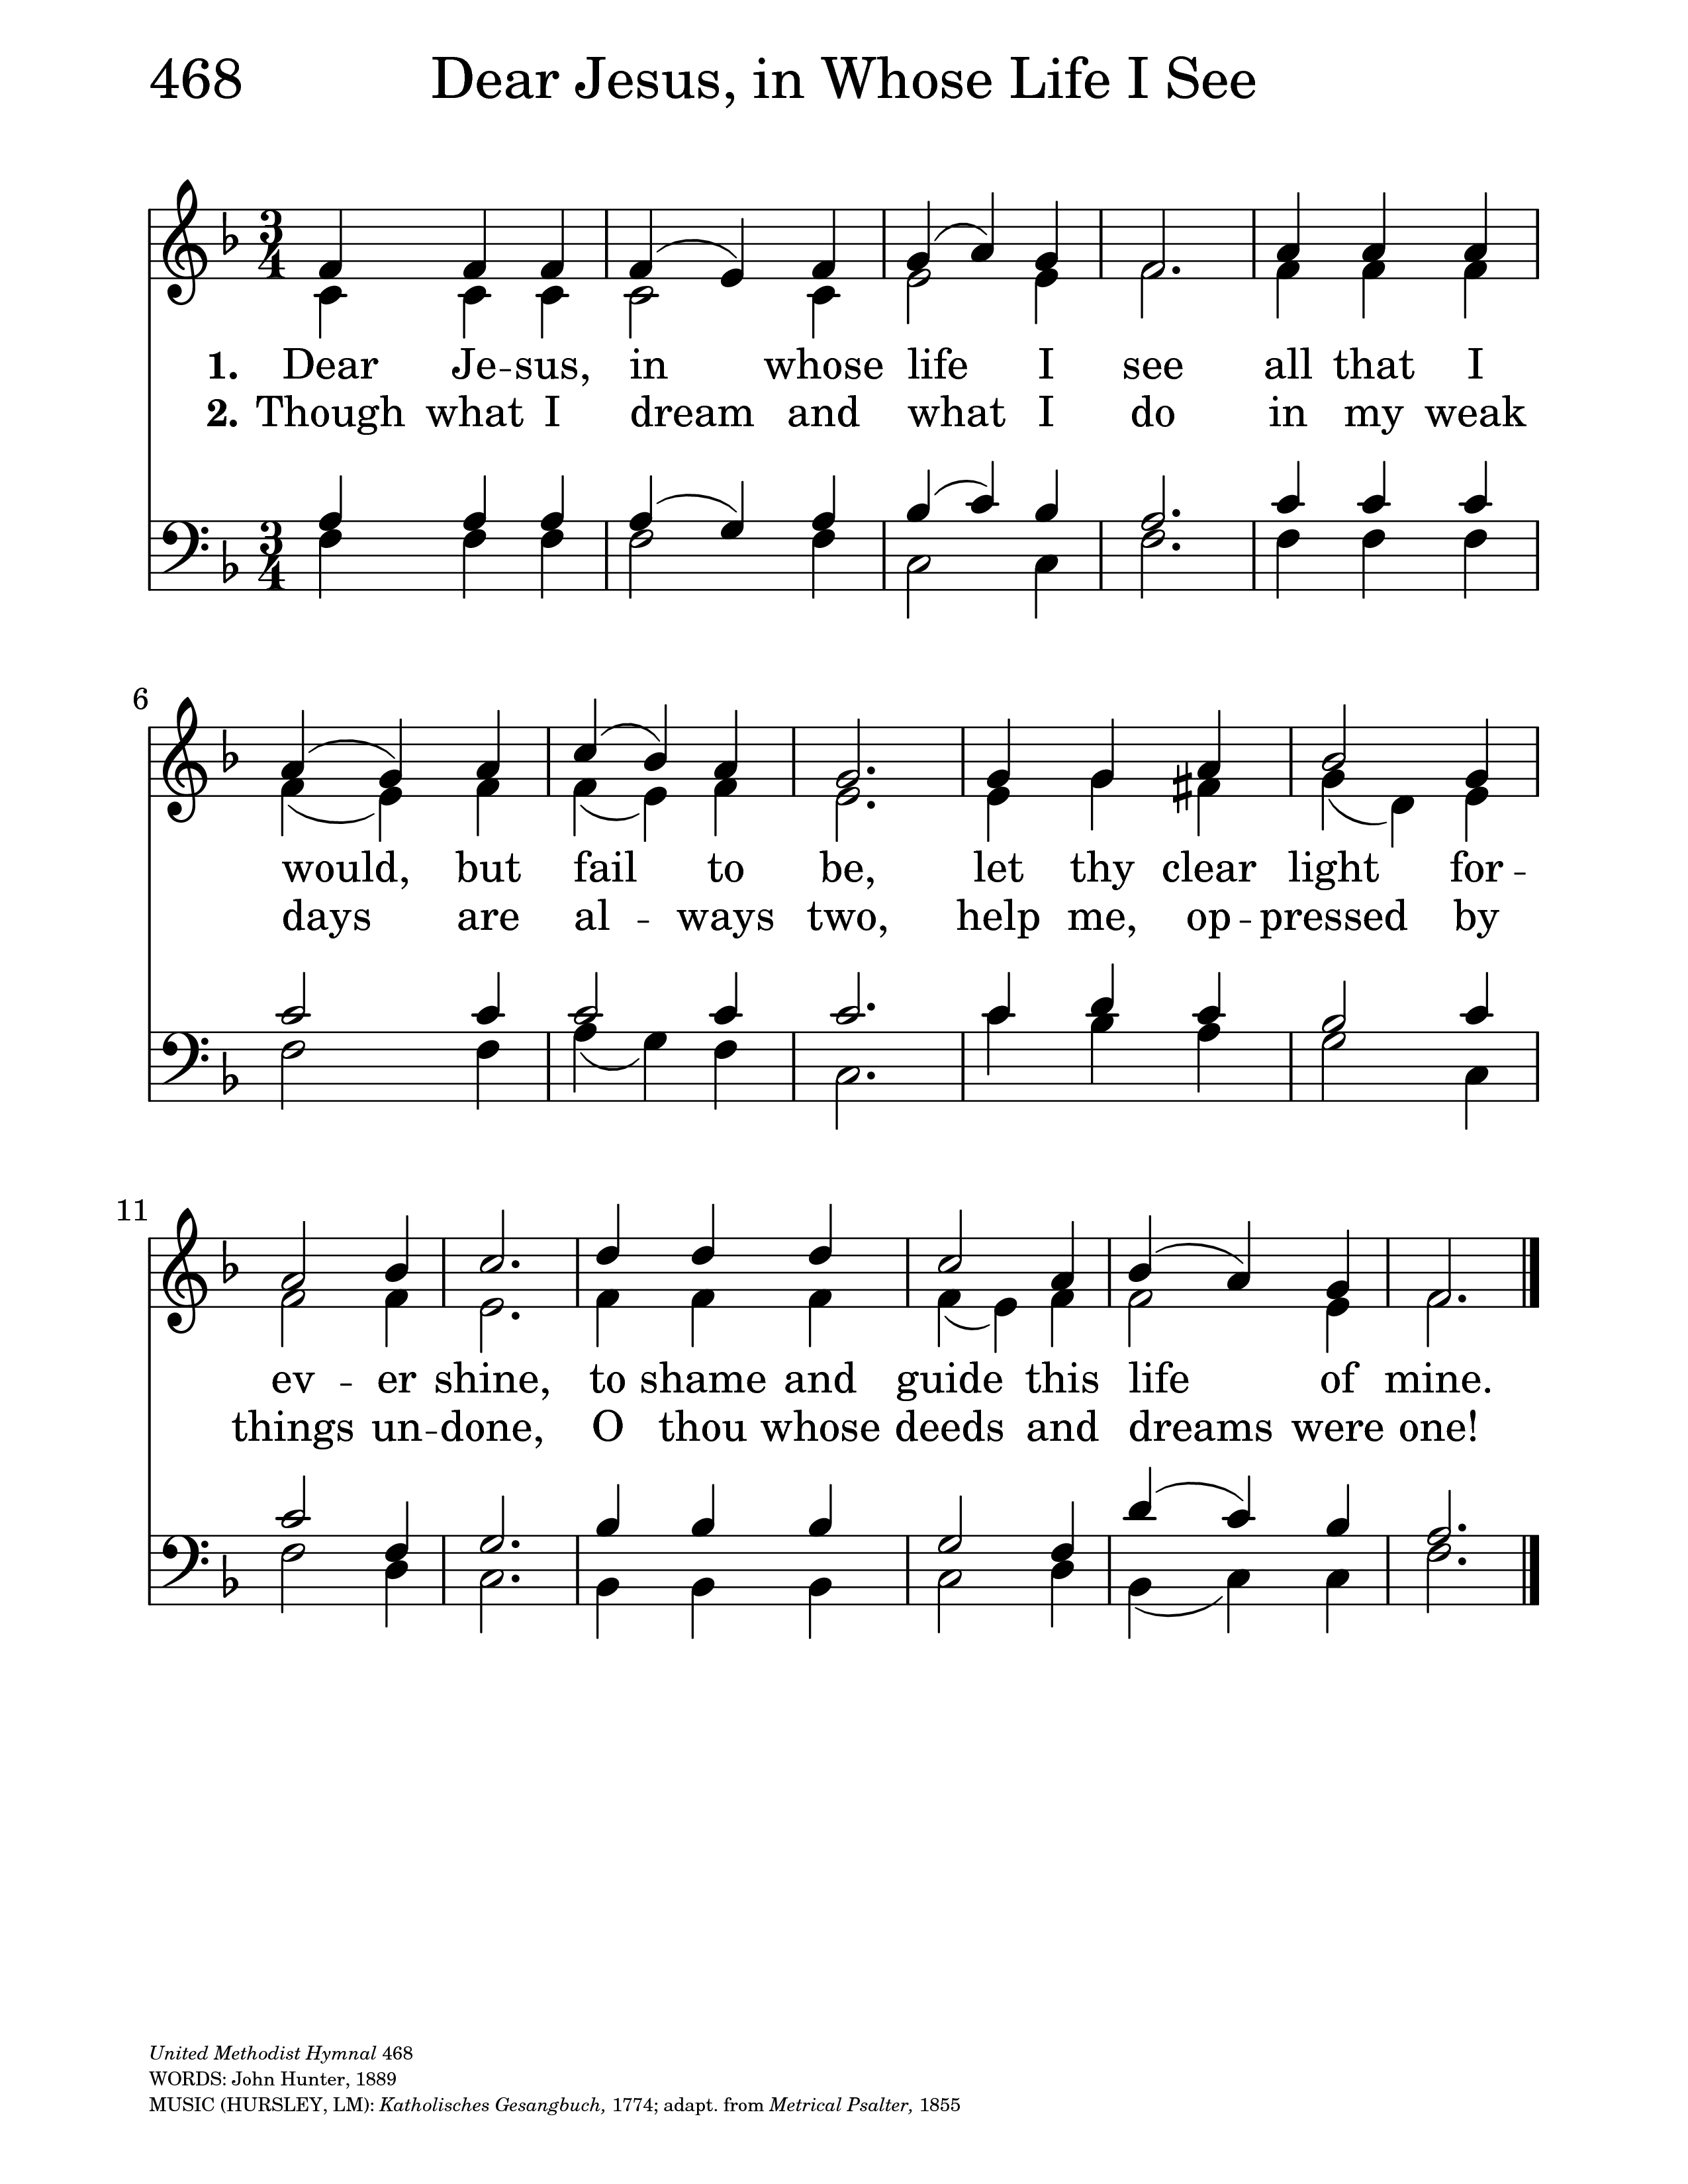 468 Dear Jesus, in Whose Life I See
3
4
1. Dear Je - sus, in whose life I see all that I
2. Though what I dream and what I do in my weak
3
4
6
would, but fail to be, let thy clear light for -
days are al - ways two, help me, op - pressed by
11
ev - er shine, to shame and guide this life of mine.
things un - done, O thou whose deeds and dreams were one!
United Methodist Hymnal 468
WORDS: John Hunter, 1889
MUSIC (HURSLEY, LM): Katholisches Gesangbuch, 1774; adapt. from Metrical Psalter, 1855